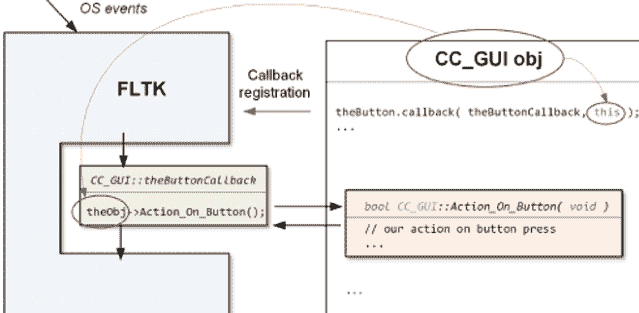 OS events
FLTK
CC_GUI obj
Callback
registration
theButton.callback( theButtonCallback, this );
...
CC_GUI::theButtonCallback
theObj->Action_On_Button();
bool CC_GUI::Action_On_Button( void )
// our action on button press
...
...